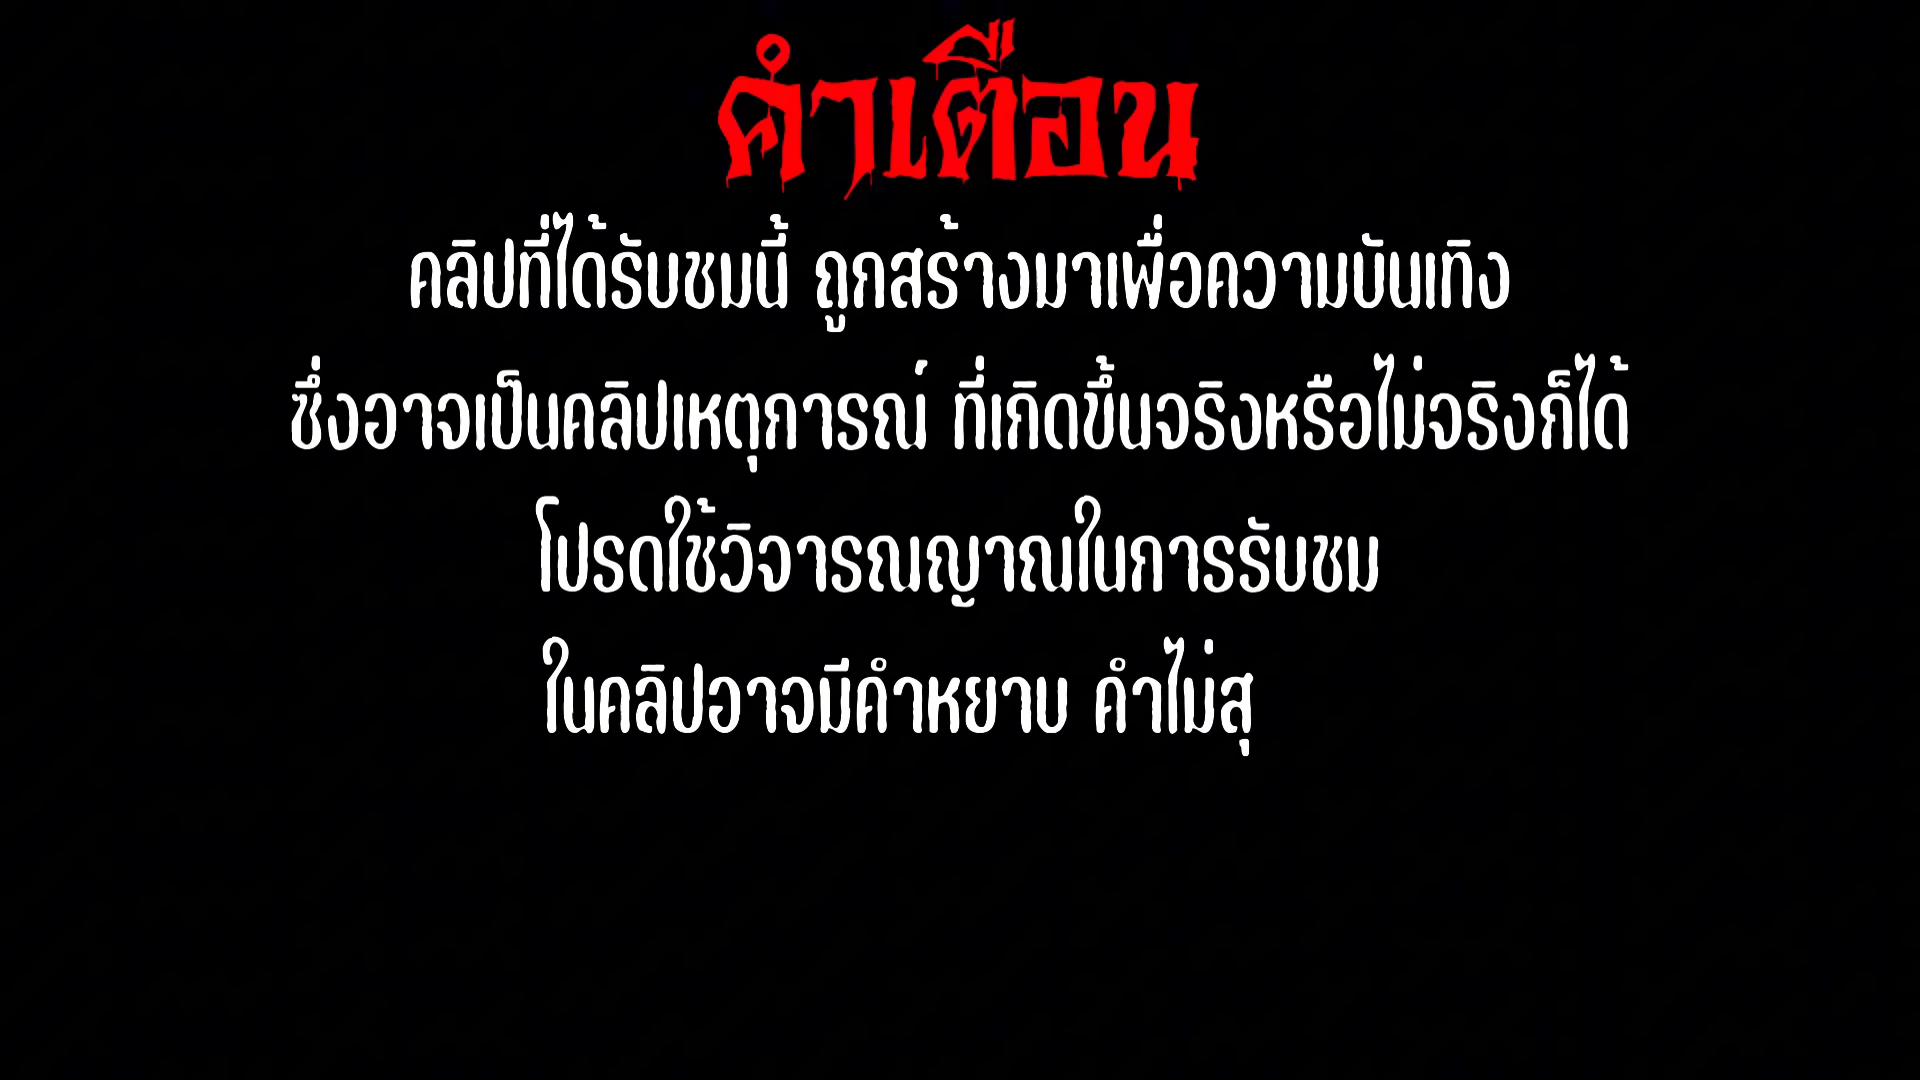 คำเตือน
คลิปที่ได้รับชมนี้ ถูกสร้างมาเพื่อความบันเทิง
ซึ่งอาจเป็นคลิปเหตุการณ์ ที่เกิดขึ้นจริงหรือไม่จริงก็ได้
โปรดใช้วิจารณญาณในการรับชม
ในคลิปอาจมีคำหยาบ คำไม่สุ